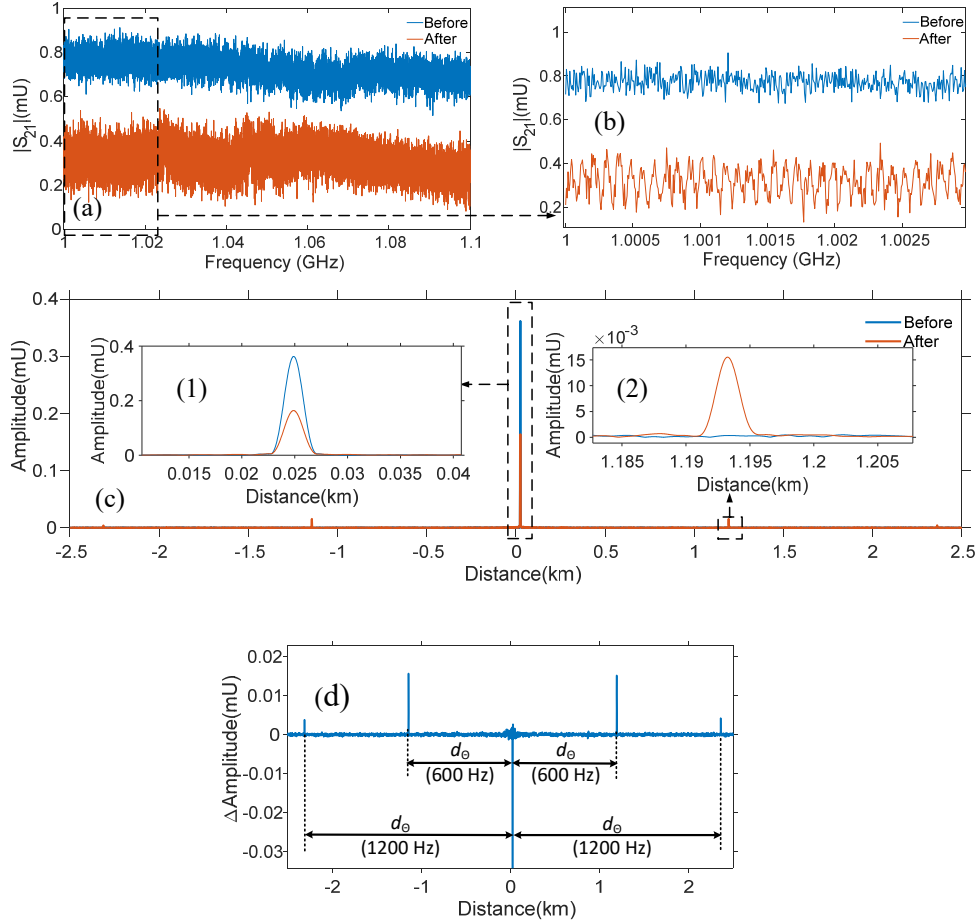 1
0.8
0.6
0.4
0.2
0
|S21|(mU)
Before
After
(a)
1
1.02
1.04
1.06
1.08
1.1
Frequency (GHz)
1
0.8
0.6
0.4
0.2
|S21|(mU)
Before
After
(b)
1
1.0005
1.001
1.0015
1.002
1.0025
Frequency (GHz)
0.4
0.3
0.2
0.1
0
Amplitude(mU)
Before
After
(c)
-2.5
-2
-1.5
-1
-0.5
0
0.5
1
1.5
2
2.5
Distance(km)
0.4
0.2
0
Amplitude(mU)
(1)
0.015
0.02
0.025
0.03
0.035
0.04
Distance(km)
× 10-3
15
10
5
0
Amplitude(mU)
(2)
1.185
1.19
1.195
1.2
1.205
Distance(km)
0.02
0.01
0
-0.01
-0.02
-0.03
ΔAmplitude(mU)
(d)
dΘ
(600 Hz)
dΘ
(600 Hz)
dΘ
(1200 Hz)
dΘ
(1200 Hz)
-2
-1
0
1
2
Distance(km)